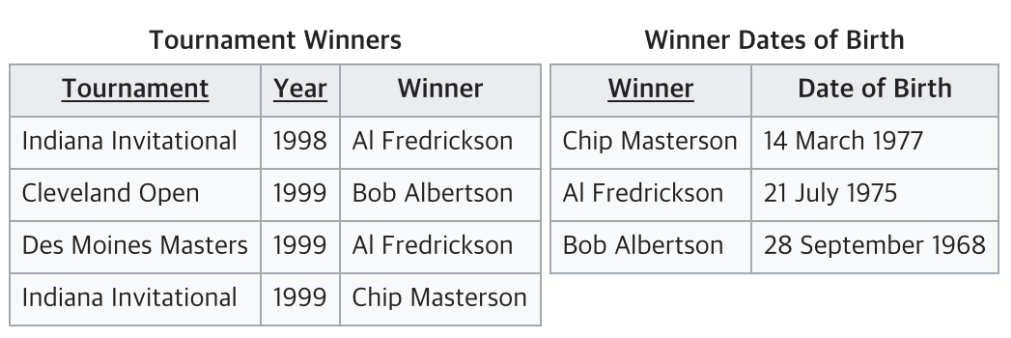 Tournament Winners
Tournament Year Winner
Indiana Invitational 1998 Al Fredrickson
Cleveland Open 1999 Bob Albertson
Des Moines Masters 1999 Al Fredrickson
Indiana Invitational 1999 Chip Masterson
Winner Dates of Birth
Winner Date of Birth
Chip Masterson 14 March 1977
Al Fredrickson 21 July 1975
Bob Albertson 28 September 1968